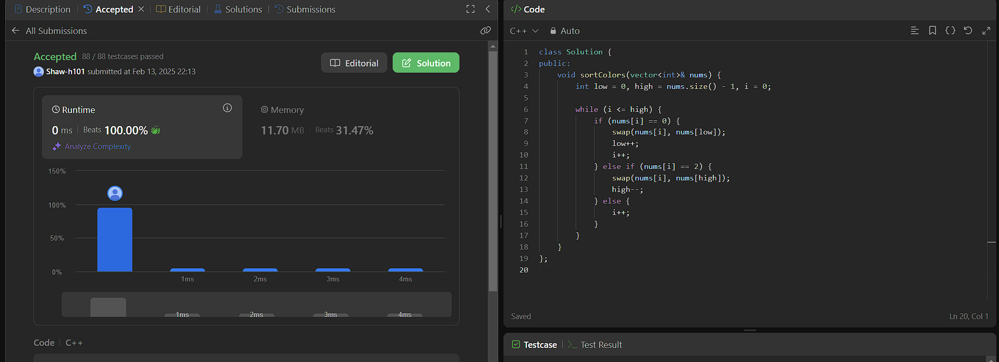 Description | Accepted × | Editorial | Solutions | Submissions
← All Submissions
Accepted 88 / 88 testcases passed
Shaw-h101 submitted at Feb 13, 2025 22:13
Editorial
Solution
Runtime
0 ms | Beats 100.00%
Analyze Complexity
Memory
11.70 MB | Beats 31.47%
150%
100%
50%
0%
1ms 2ms 3ms 4ms
1ms 2ms 3ms 4ms
Code | C++
</> Code
C++ Auto
1 class Solution {
2 public:
3     void sortColors(vector<int>& nums) {
4         int low = 0, high = nums.size() - 1, i = 0;
5
6         while (i <= high) {
7             if (nums[i] == 0) {
8                 swap(nums[i], nums[low]);
9                 low++;
10                 i++;
11             } else if (nums[i] == 2) {
12                 swap(nums[i], nums[high]);
13                 high--;
14             } else {
15                 i++;
16             }
17         }
18     }
19 };
20
Saved
Ln 20, Col 1
Testcase | >_ Test Result